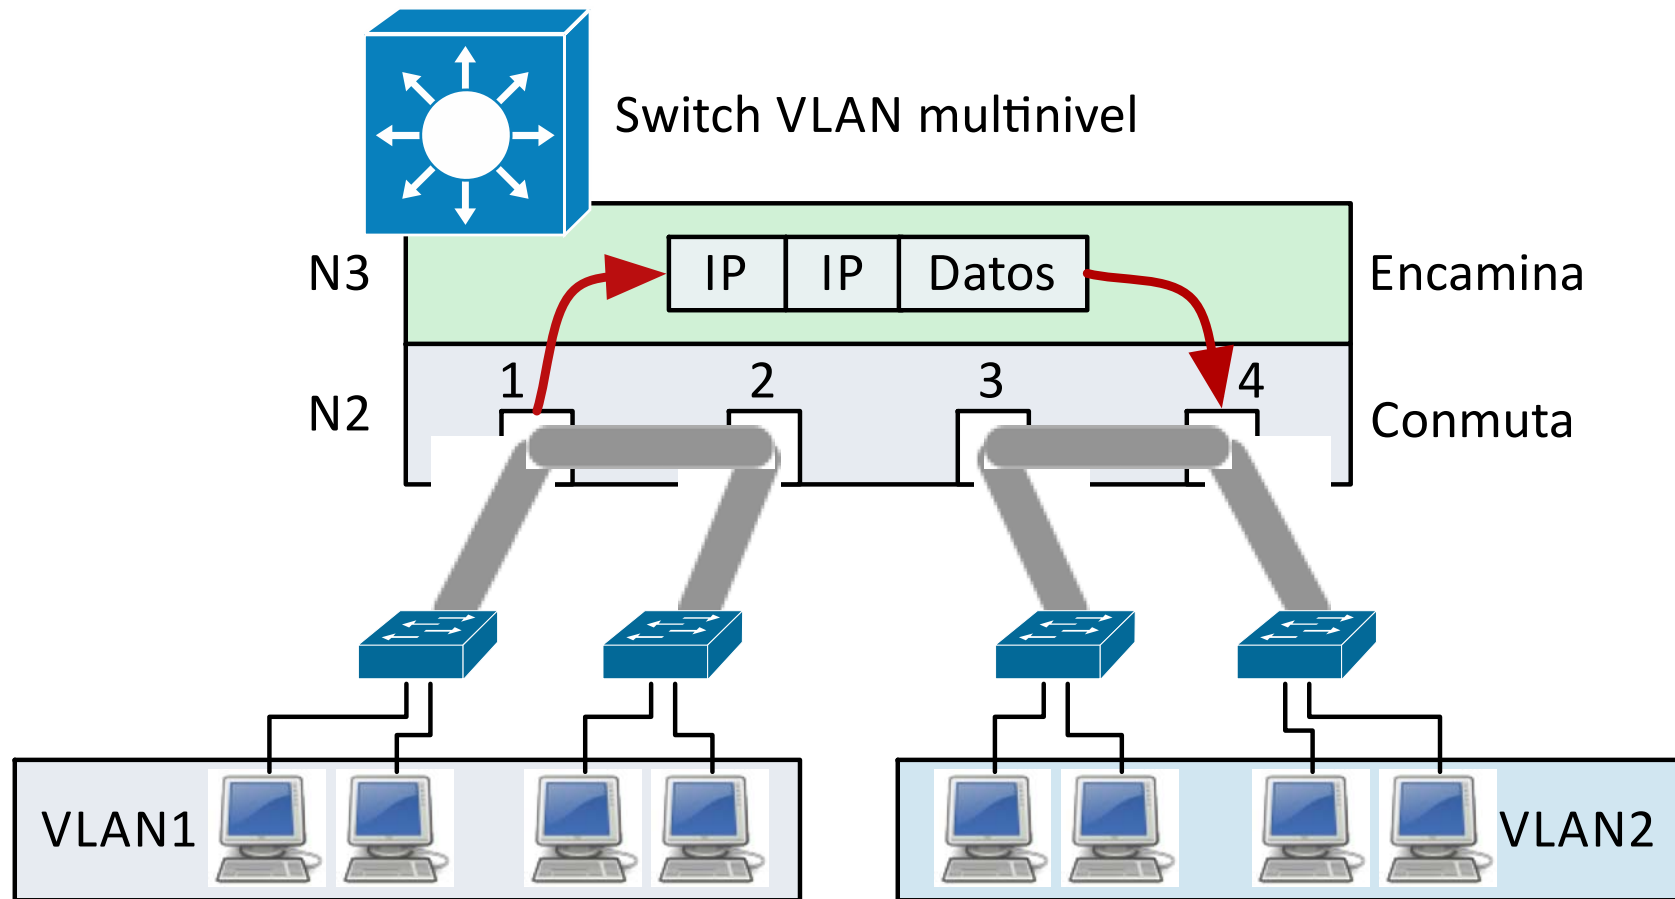 Switch VLAN multinivel
N3
IP IP Datos
Encamina
1 2 3 4
N2
Conmuta
VLAN1
VLAN2